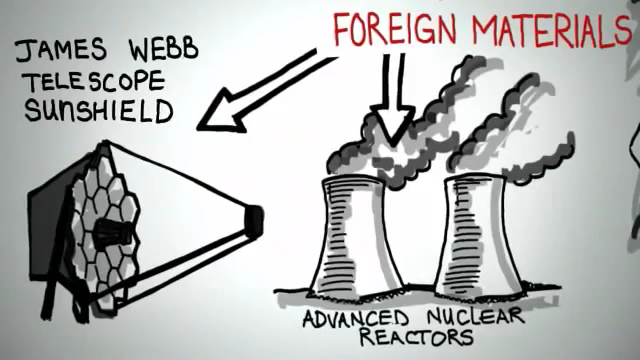 FOREIGN MATERIALS
JAMES WEBB
TELESCOPE
SUNSHIELD
ADVANCED NUCLEAR
REACTORS